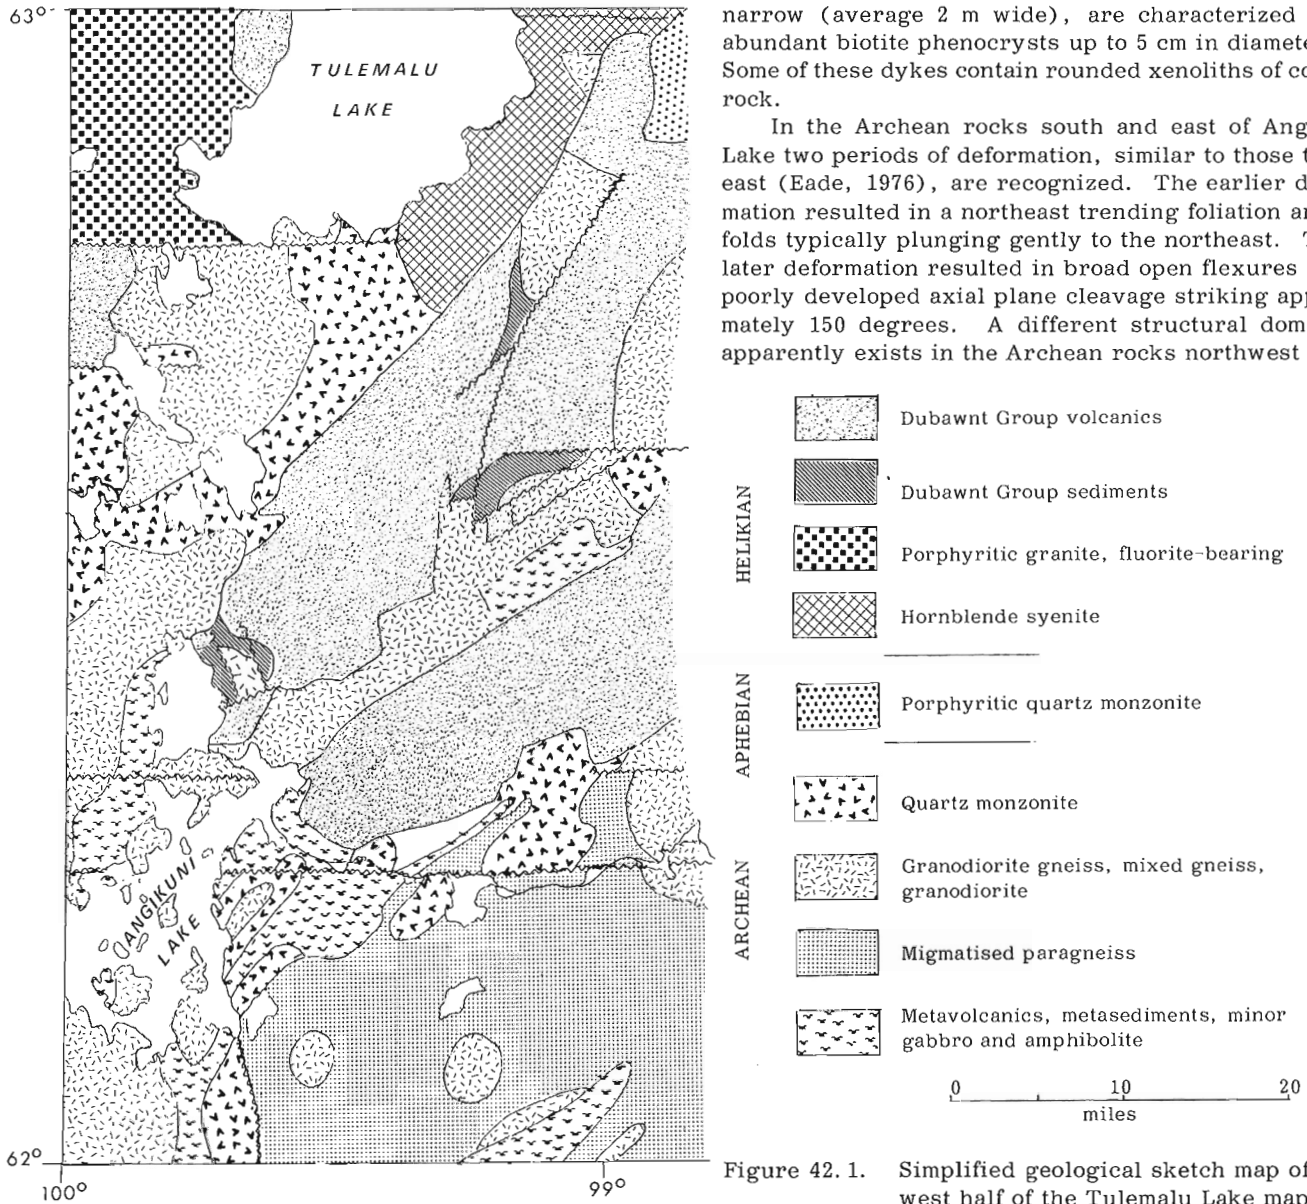 63°
TULEMALU
LAKE
ANGIKUNI
LAKE
62°
100°
99°
narrow (average 2 m wide), are characterized
abundant biotite phenocrysts up to 5 cm in diamete
Some of these dykes contain rounded xenoliths of co
rock.
In the Archean rocks south and east of Ang
Lake two periods of deformation, similar to those t
east (Eade, 1976), are recognized. The earlier d
mation resulted in a northeast trending foliation a
folds typically plunging gently to the northeast. T
later deformation resulted in broad open flexures
poorly developed axial plane cleavage striking app
mately 150 degrees. A different structural dom
apparently exists in the Archean rocks northwest
HELIKIAN
Dubawnt Group volcanics
Dubawnt Group sediments
Porphyritic granite, fluorite-bearing
Hornblende syenite
APHEBIAN
Porphyritic quartz monzonite
ARCHEAN
Quartz monzonite
Granodiorite gneiss, mixed gneiss,
granodiorite
Migmatised paragneiss
Metavolcanics, metasediments, minor
gabbro and amphibolite
0 10 20
miles
Figure 42.1. Simplified geological sketch map of
west half of the Tulemalu Lake map